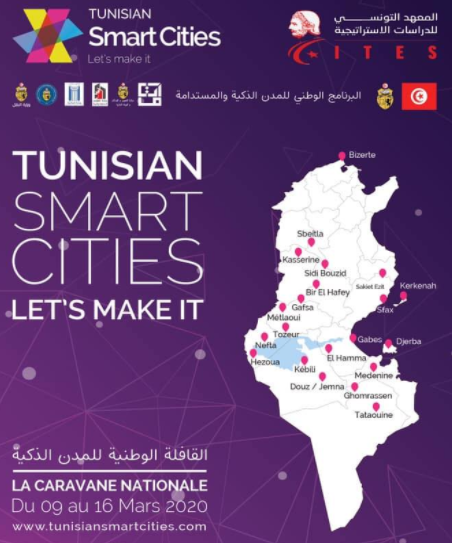 TUNISIAN
Smart Cities
Let's make it
المعهد التونسي
للدراسات الاستراتيجية
ITES
البرنامج الوطني للمدن الذكية والمستدامة
TUNISIAN
SMART
CITIES
LET'S MAKE IT
Bizerte
Sbeitla
Kasserine
Sidi Bouzid
Sakiet Ezit
Kerkenah
Bir El Hafey
Gafsa
Sfax
Métlaoui
Tozeur
Nefta
Gabes
Djerba
Hezoua
El Hamma
Kébili
Medenine
Douz / Jemna
Ghomrassen
Tataouine
القافلة الوطنية للمدن الذكية
LA CARAVANE NATIONALE
Du 09 au 16 Mars 2020
www.tunisiansmartcities.com